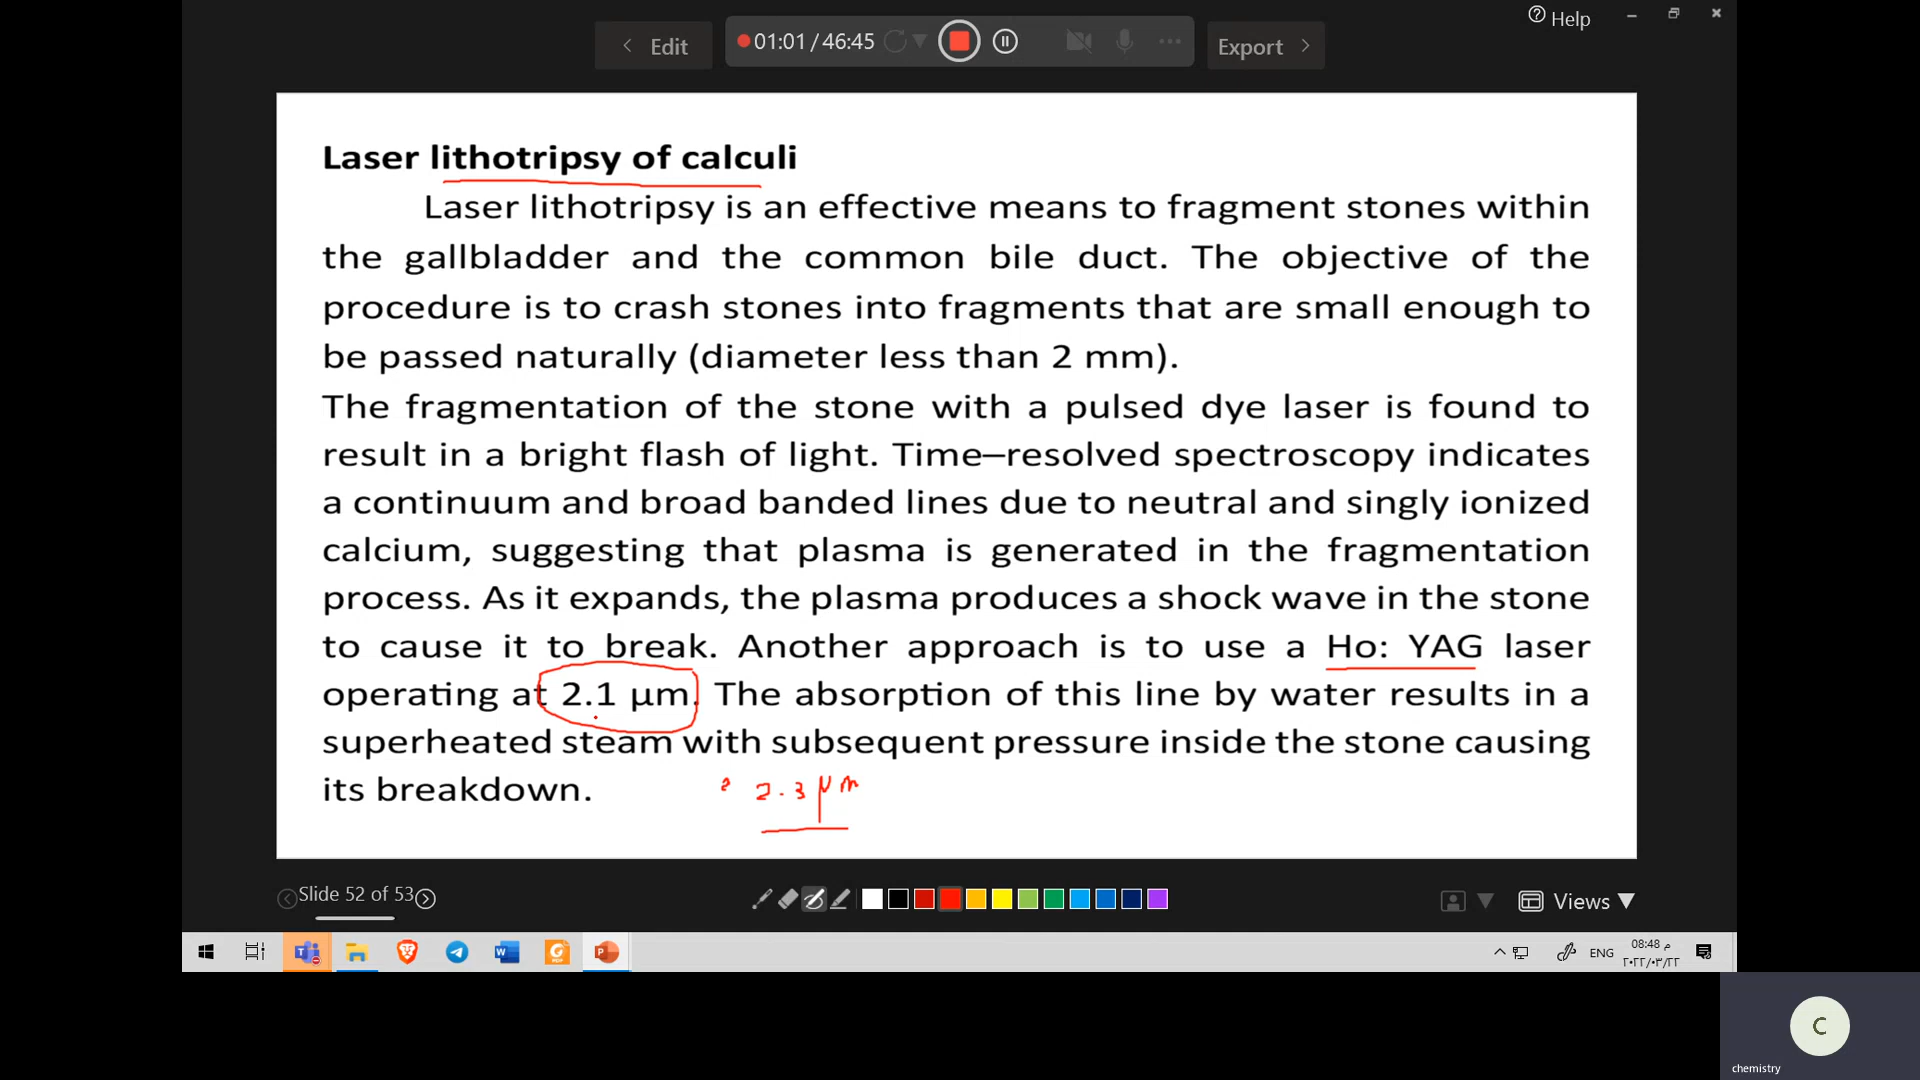 Help
Edit
01:01 / 46:45
Export
Laser lithotripsy of calculi
Laser lithotripsy is an effective means to fragment stones within
the gallbladder and the common bile duct. The objective of the
procedure is to crash stones into fragments that are small enough to
be passed naturally (diameter less than 2 mm).
The fragmentation of the stone with a pulsed dye laser is found to
result in a bright flash of light. Time–resolved spectroscopy indicates
a continuum and broad banded lines due to neutral and singly ionized
calcium, suggesting that plasma is generated in the fragmentation
process. As it expands, the plasma produces a shock wave in the stone
to cause it to break. Another approach is to use a Ho: YAG laser
operating at 2.1 µm. The absorption of this line by water results in a
superheated steam with subsequent pressure inside the stone causing
its breakdown.
2.3 µm
Slide 52 of 53
Views
ENG
08:48 م
٢٠٢٢/٠٣/٢٢
C
chemistry